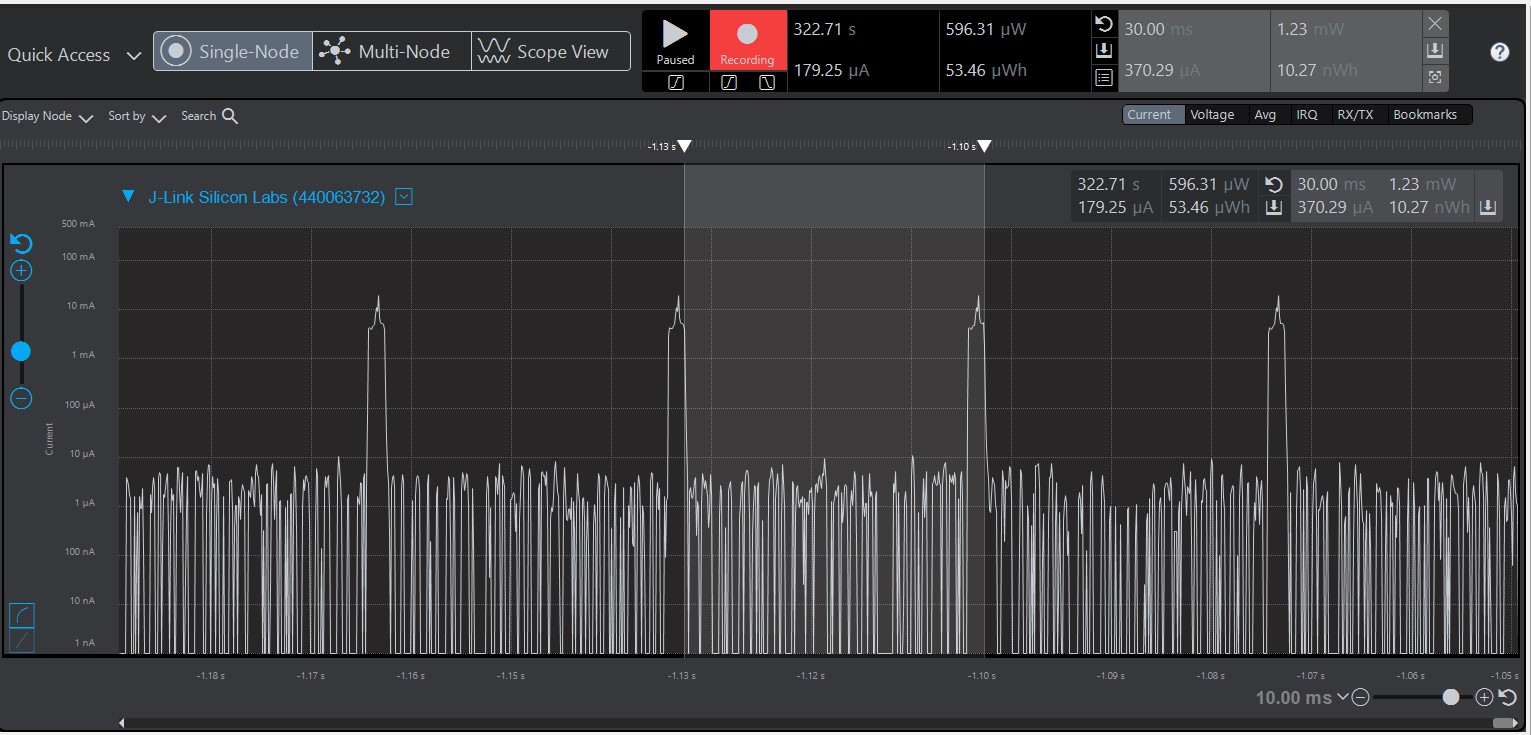 Quick Access
Single-Node
Multi-Node
Scope View
Paused
Recording
322.71 s
179.25 µA
596.31 µW
53.46 µWh
30.00 ms
370.29 µA
1.23 mW
10.27 nWh
?
Display Node
Sort by
Search
Current
Voltage
Avg
IRQ
RX/TX
Bookmarks
-1.13 s
-1.10 s
J-Link Silicon Labs (440063732)
322.71 s 596.31 µW 30.00 ms 1.23 mW
179.25 µA 53.46 µWh 370.29 µA 10.27 nWh
500 mA
100 mA
10 mA
1 mA
100 µA
Current
10 µA
1 µA
100 nA
10 nA
1 nA
-1.18 s -1.17 s -1.16 s -1.15 s -1.13 s -1.12 s -1.10 s -1.09 s -1.08 s -1.07 s -1.06 s -1.05 s
10.00 ms